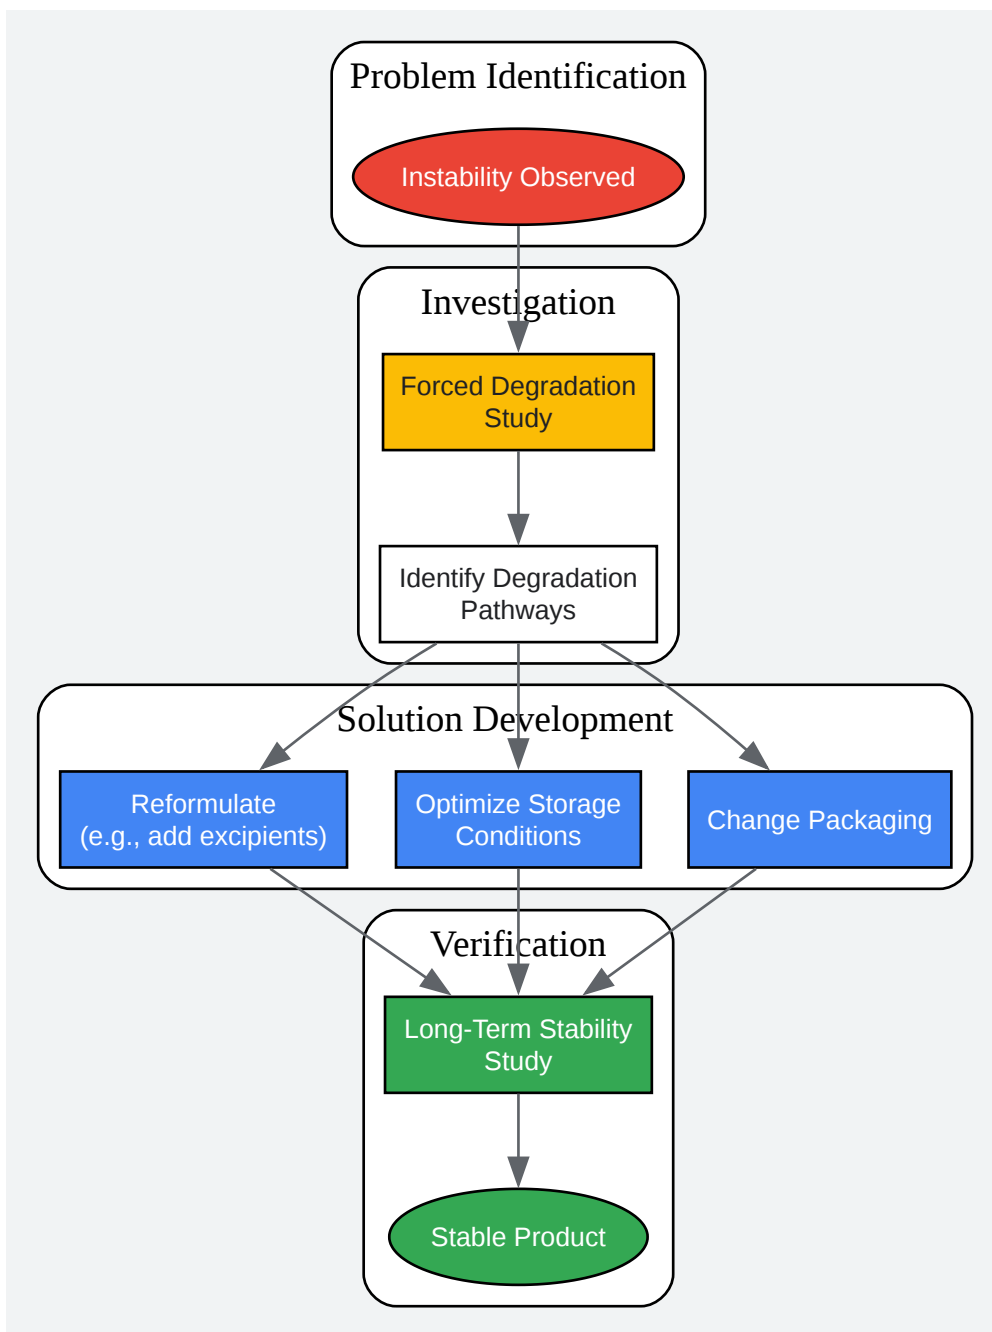 Problem Identification
Instability Observed
Investigation
Forced Degradation
Study
Identify Degradation
Pathways
Solution Development
Reformulate
(e.g., add excipients)
Optimize Storage
Conditions
Change Packaging
Verification
Long-Term Stability
Study
Stable Product